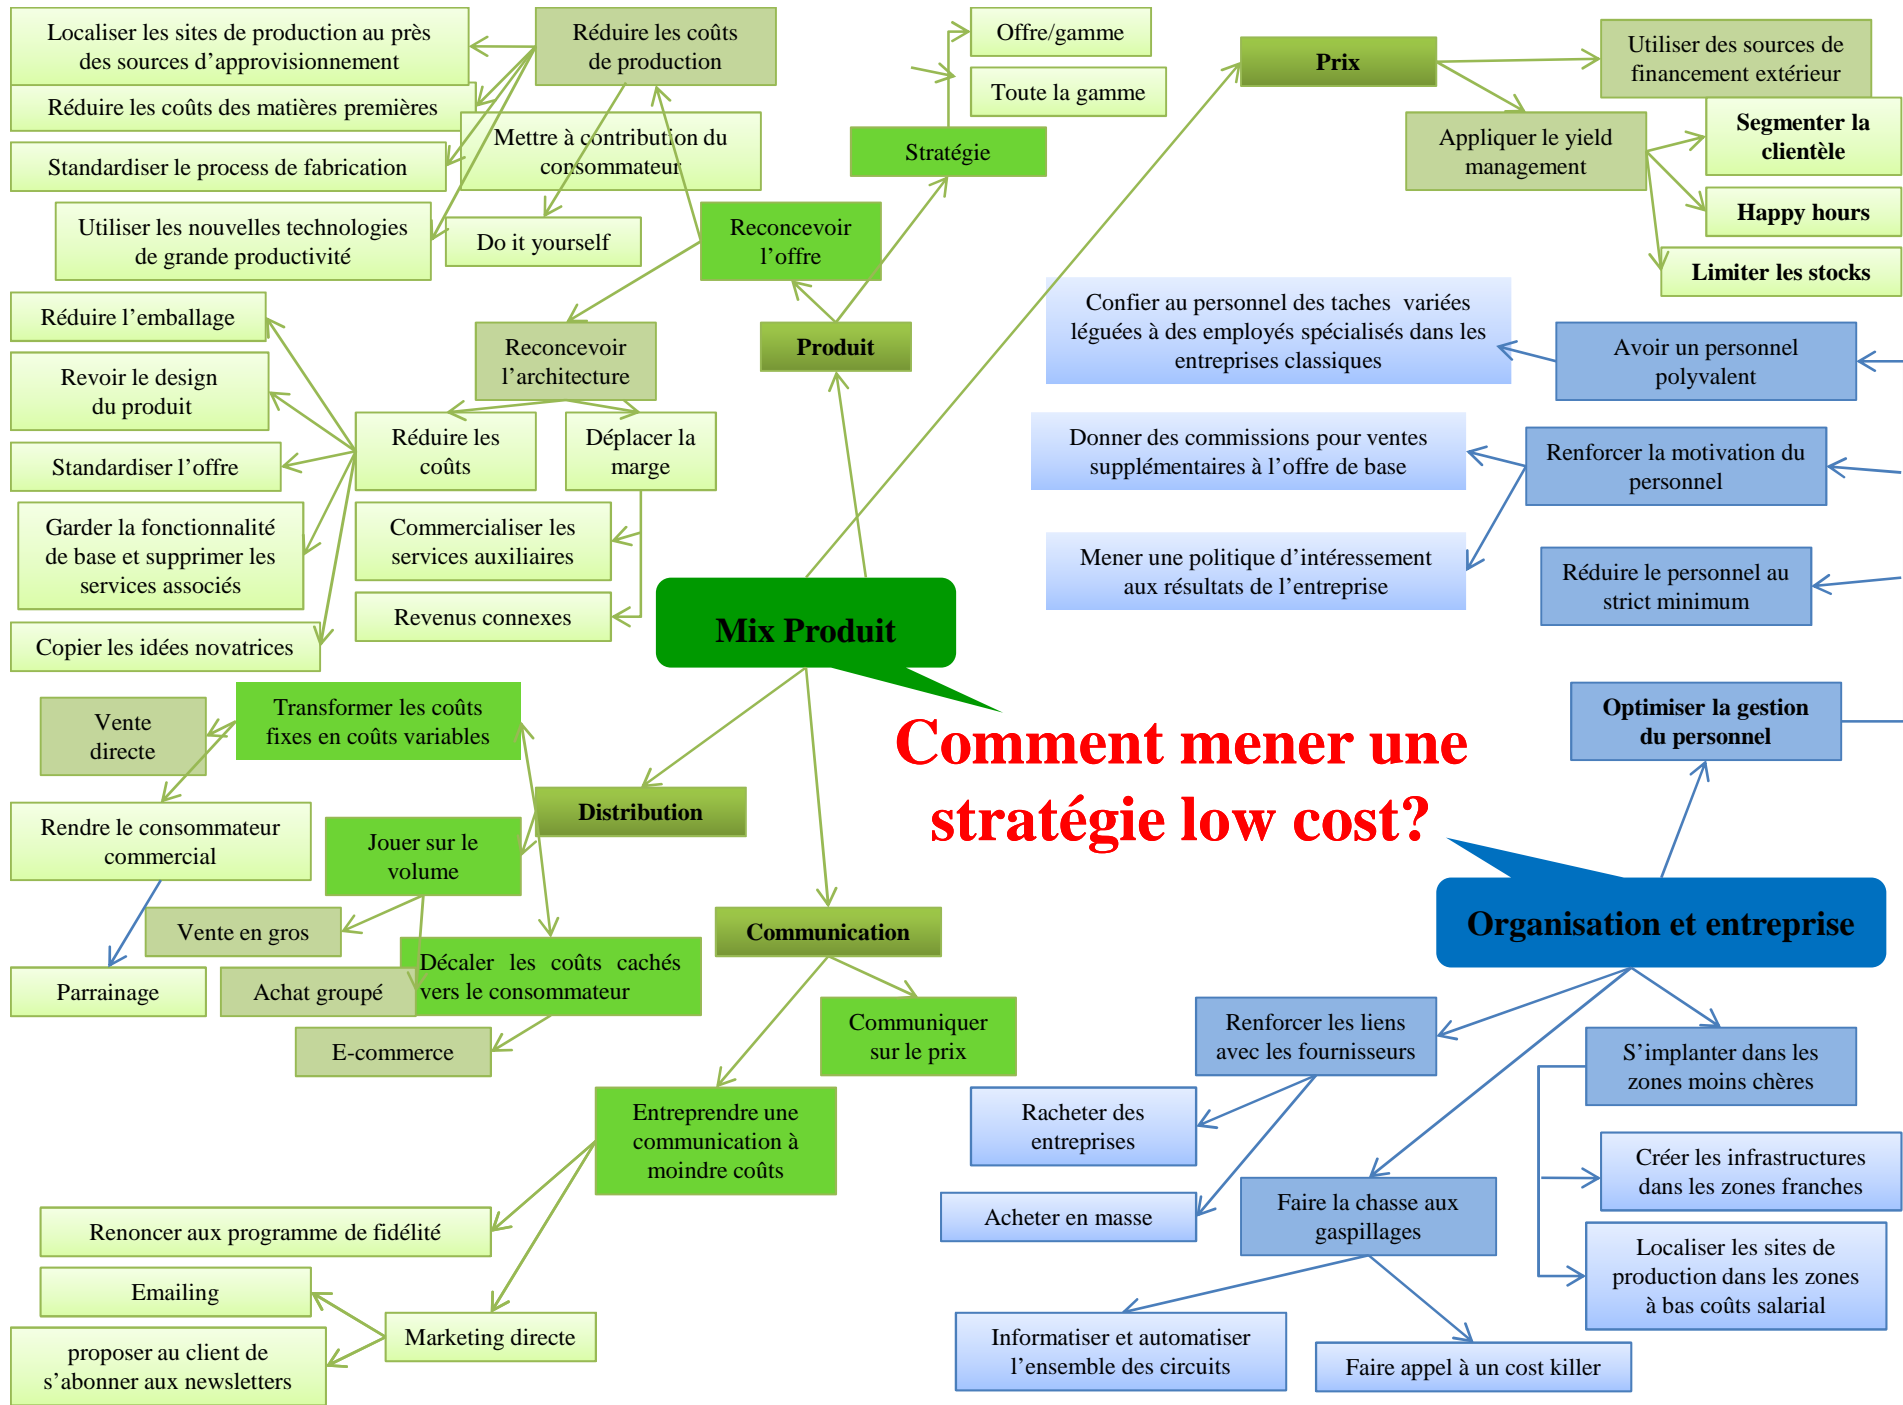 Localiser les sites de production au près
des sources d’approvisionnement
Réduire les coûts
de production
Offre/gamme
Toute la gamme
Prix
Utiliser des sources de
financement extérieur
Réduire les coûts des matières premières
Mettre à contribution du
consommateur
Stratégie
Appliquer le yield
management
Segmenter la
clientèle
Standardiser le process de fabrication
Utiliser les nouvelles technologies
de grande productivité
Do it yourself
Reconcevoir
l’offre
Happy hours
Limiter les stocks
Réduire l’emballage
Reconcevoir
l’architecture
Produit
Confier au personnel des taches variées
léguées à des employés spécialisés dans les
entreprises classiques
Avoir un personnel
polyvalent
Revoir le design
du produit
Réduire les
coûts
Déplacer la
marge
Donner des commissions pour ventes
supplémentaires à l’offre de base
Renforcer la motivation du
personnel
Standardiser l’offre
Garder la fonctionnalité
de base et supprimer les
services associés
Commercialiser les
services auxiliaires
Mener une politique d’intéressement
aux résultats de l’entreprise
Réduire le personnel au
strict minimum
Revenus connexes
Mix Produit
Copier les idées novatrices
Vente
directe
Transformer les coûts
fixes en coûts variables
Comment mener une
stratégie low cost?
Optimiser la gestion
du personnel
Rendre le consommateur
commercial
Jouer sur le
volume
Distribution
Vente en gros
Communication
Organisation et entreprise
Parrainage
Achat groupé
Décaler les coûts cachés
vers le consommateur
E-commerce
Communiquer
sur le prix
Renforcer les liens
avec les fournisseurs
S’implanter dans les
zones moins chères
Entreprendre une
communication à
moindre coûts
Racheter des
entreprises
Créer les infrastructures
dans les zones franches
Renoncer aux programme de fidélité
Acheter en masse
Faire la chasse aux
gaspillages
Localiser les sites de
production dans les zones
à bas coûts salarial
Emailing
Marketing directe
proposer au client de
s’abonner aux newsletters
Informatiser et automatiser
l’ensemble des circuits
Faire appel à un cost killer